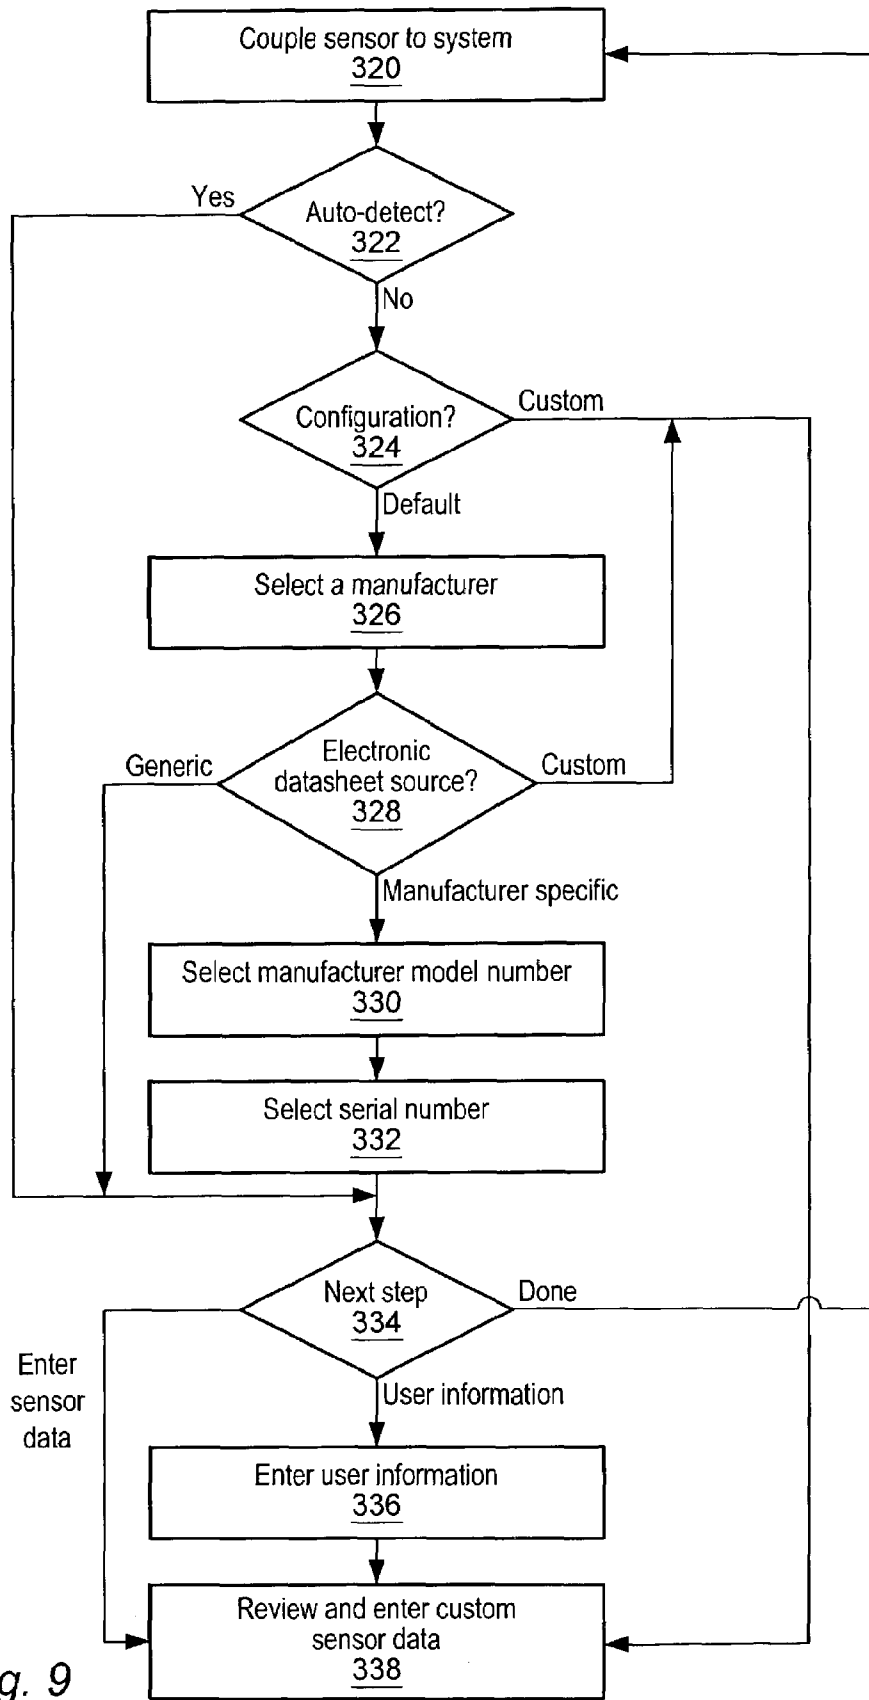 Couple sensor to system
320
Yes
Auto-detect?
322
No
Configuration?
324
Custom
Default
Select a manufacturer
326
Generic
Electronic
datasheet source?
328
Custom
Manufacturer specific
Select manufacturer model number
330
Select serial number
332
Next step
334
Done
Enter
sensor
data
User information
Enter user information
336
Review and enter custom
sensor data
338
g. 9